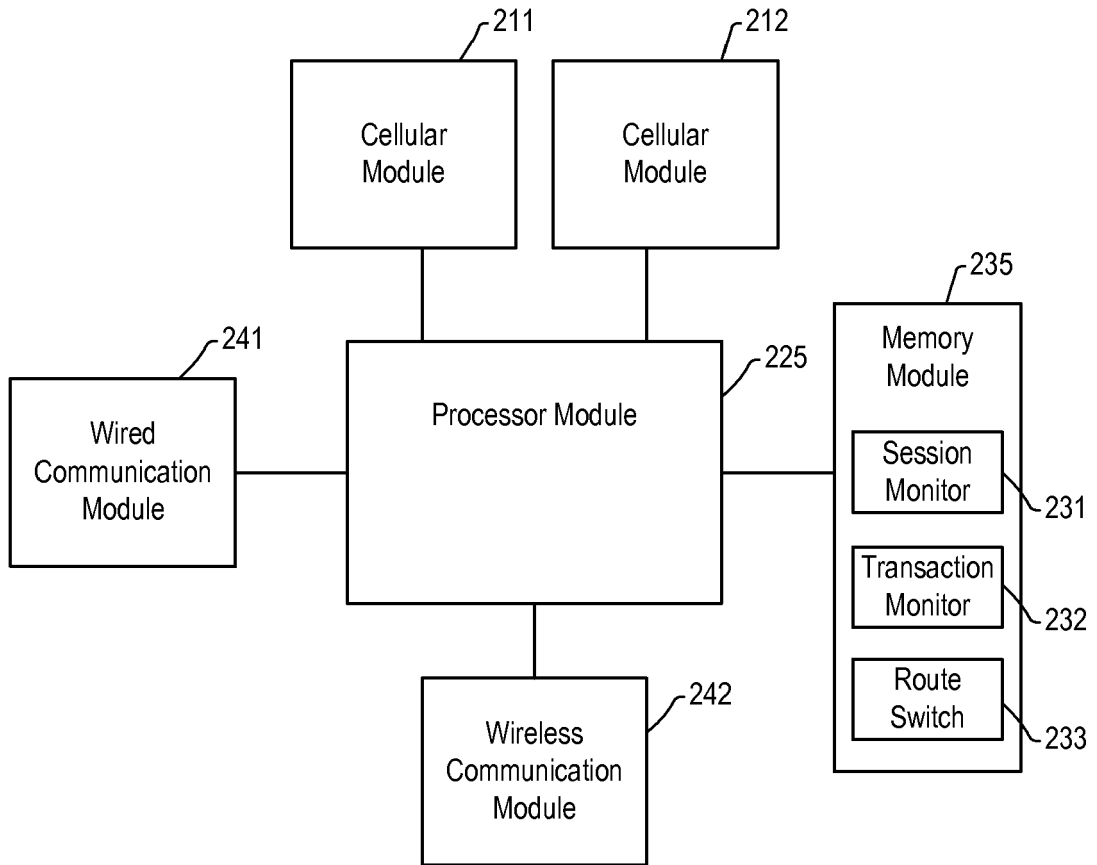 211
212
Cellular
Module
Cellular
Module
235
241
225
Memory
Module
Processor Module
Wired
Communication
Module
Session
Monitor
231
Transaction
Monitor
232
242
Route
Switch
233
Wireless
Communication
Module